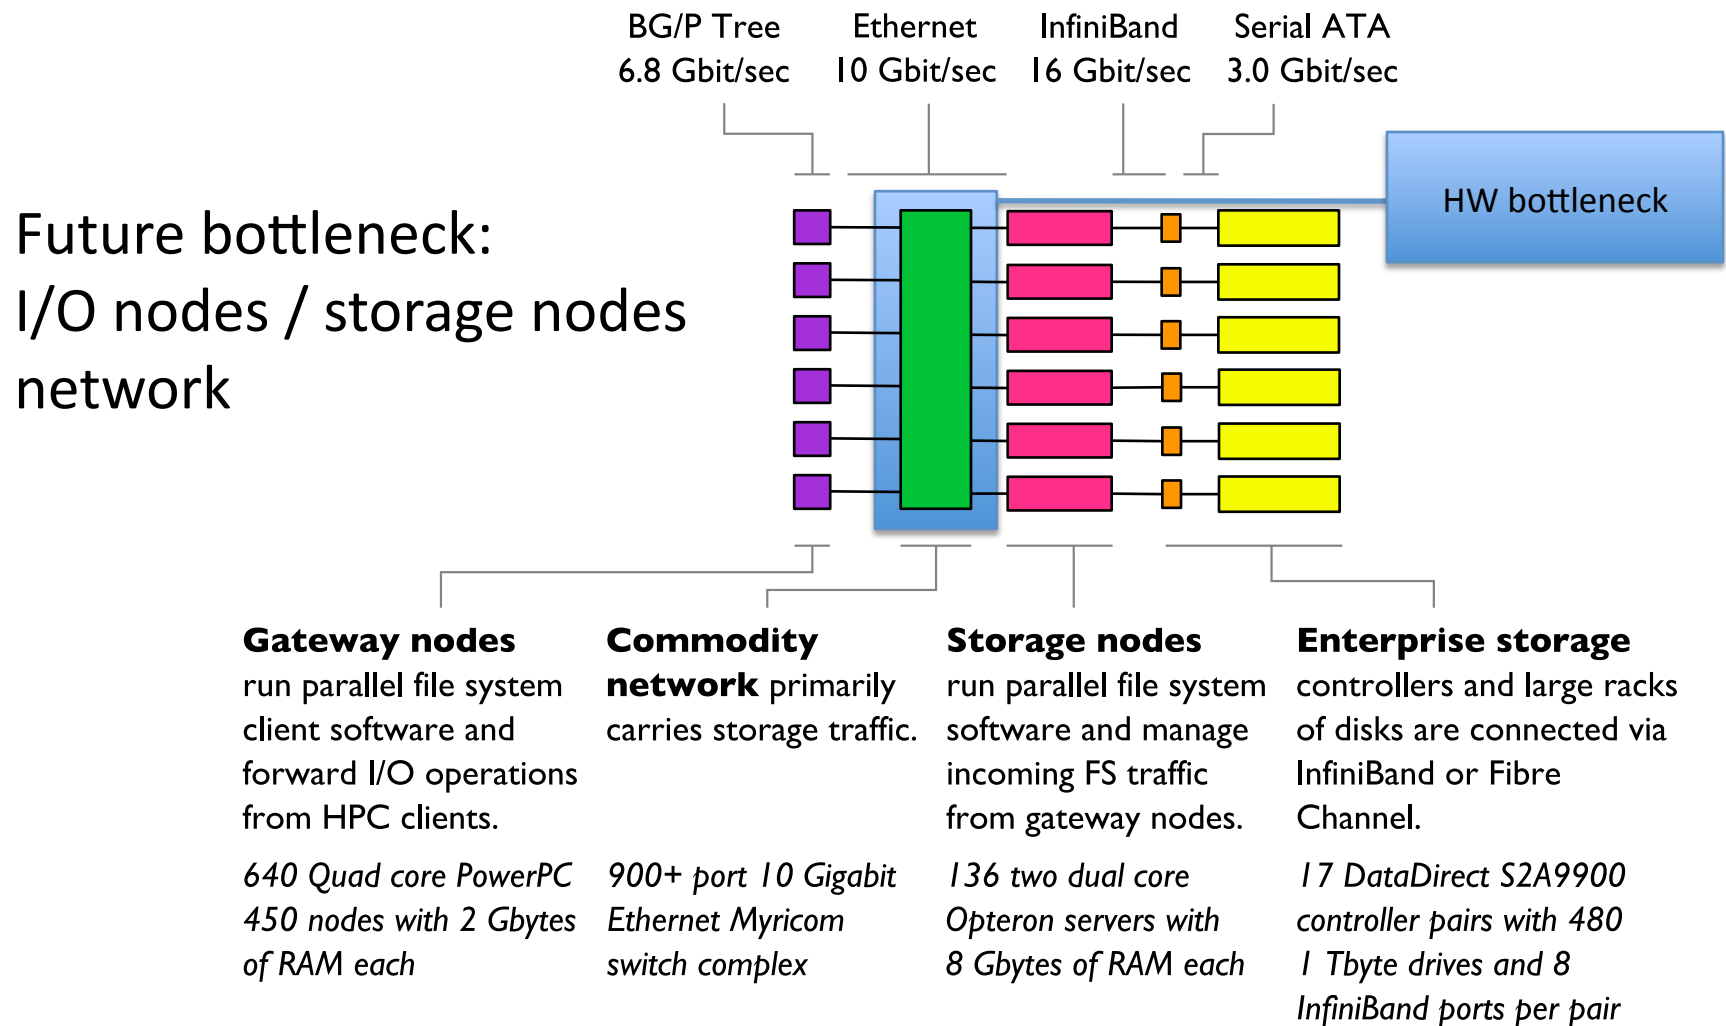 BG/P Tree
6.8 Gbit/sec
Ethernet
10 Gbit/sec
InfiniBand
16 Gbit/sec
Serial ATA
3.0 Gbit/sec
HW bottleneck
Future bottleneck:
I/O nodes / storage nodes
network
Gateway nodes
run parallel file system
client software and
forward I/O operations
from HPC clients.
640 Quad core PowerPC
450 nodes with 2 Gbytes
of RAM each
Commodity
network primarily
carries storage traffic.
900+ port 10 Gigabit
Ethernet Myricom
switch complex
Storage nodes
run parallel file system
software and manage
incoming FS traffic
from gateway nodes.
136 two dual core
Opteron servers with
8 Gbytes of RAM each
Enterprise storage
controllers and large racks
of disks are connected via
InfiniBand or Fibre
Channel.
17 DataDirect S2A9900
controller pairs with 480
1 Tbyte drives and 8
InfiniBand ports per pair